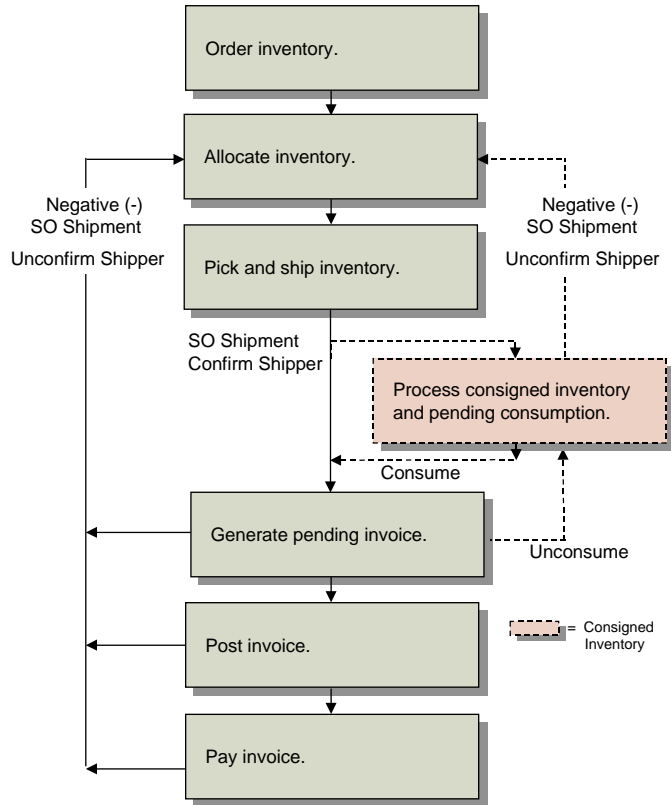 Order inventory.
Allocate inventory.
Negative (-)
SO Shipment
Unconfirm Shipper
Negative (-)
SO Shipment
Unconfirm Shipper
Pick and ship inventory.
SO Shipment
Confirm Shipper
Process consigned inventory
and pending consumption.
Consume
Generate pending invoice.
Unconsume
Post invoice.
= Consigned
Inventory
Pay invoice.